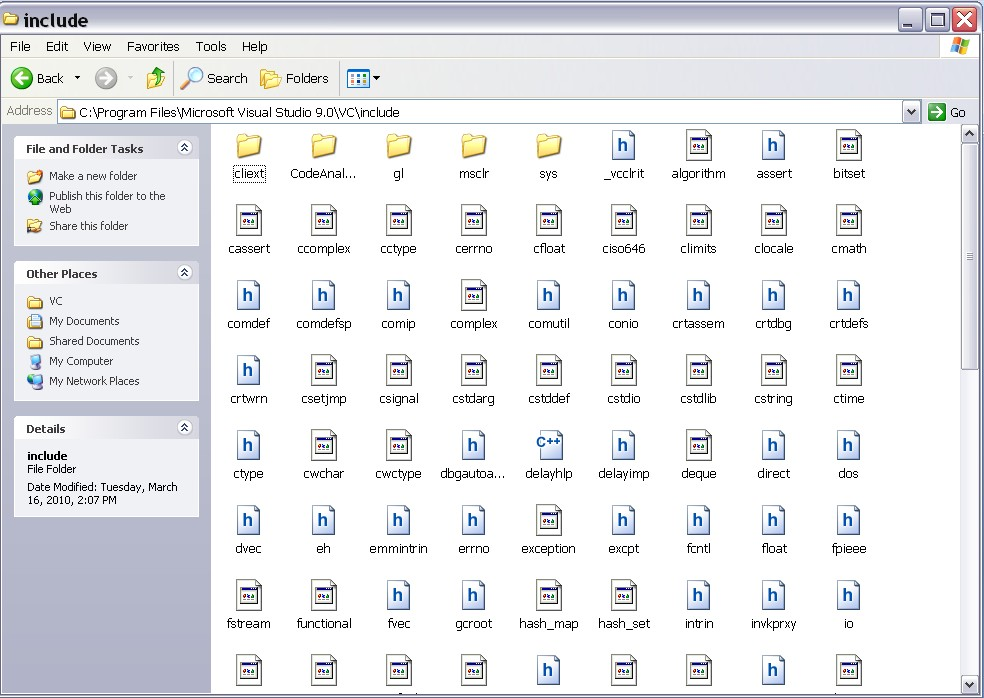 include
File Edit View Favorites Tools Help
Back Search Folders
Address C:\Program Files\Microsoft Visual Studio 9.0\VC\include Go
File and Folder Tasks
Make a new folder
Publish this folder to the
Web
Share this folder
Other Places
VC
My Documents
Shared Documents
My Computer
My Network Places
Details
include
File Folder
Date Modified: Tuesday, March
16, 2010, 2:07 PM
cliext CodeAnal... gl msclr sys _vcclrit algorithm assert bitset
cassert ccomplex cctype cerrno cfloat ciso646 climits clocale cmath
comdef comdefsp comip complex comutil conio crtassem crtdbg crtdefs
crtwrn csetjmp csignal cstdarg cstddef cstdio cstdlib cstring ctime
ctype cwchar cwctype dbgautoa... delayhlp delayimp deque direct dos
dvec eh emmintrin errno exception excpt fcntl float fpieee
fstream functional fvec gcroot hash_map hash_set intrin invkprxy io